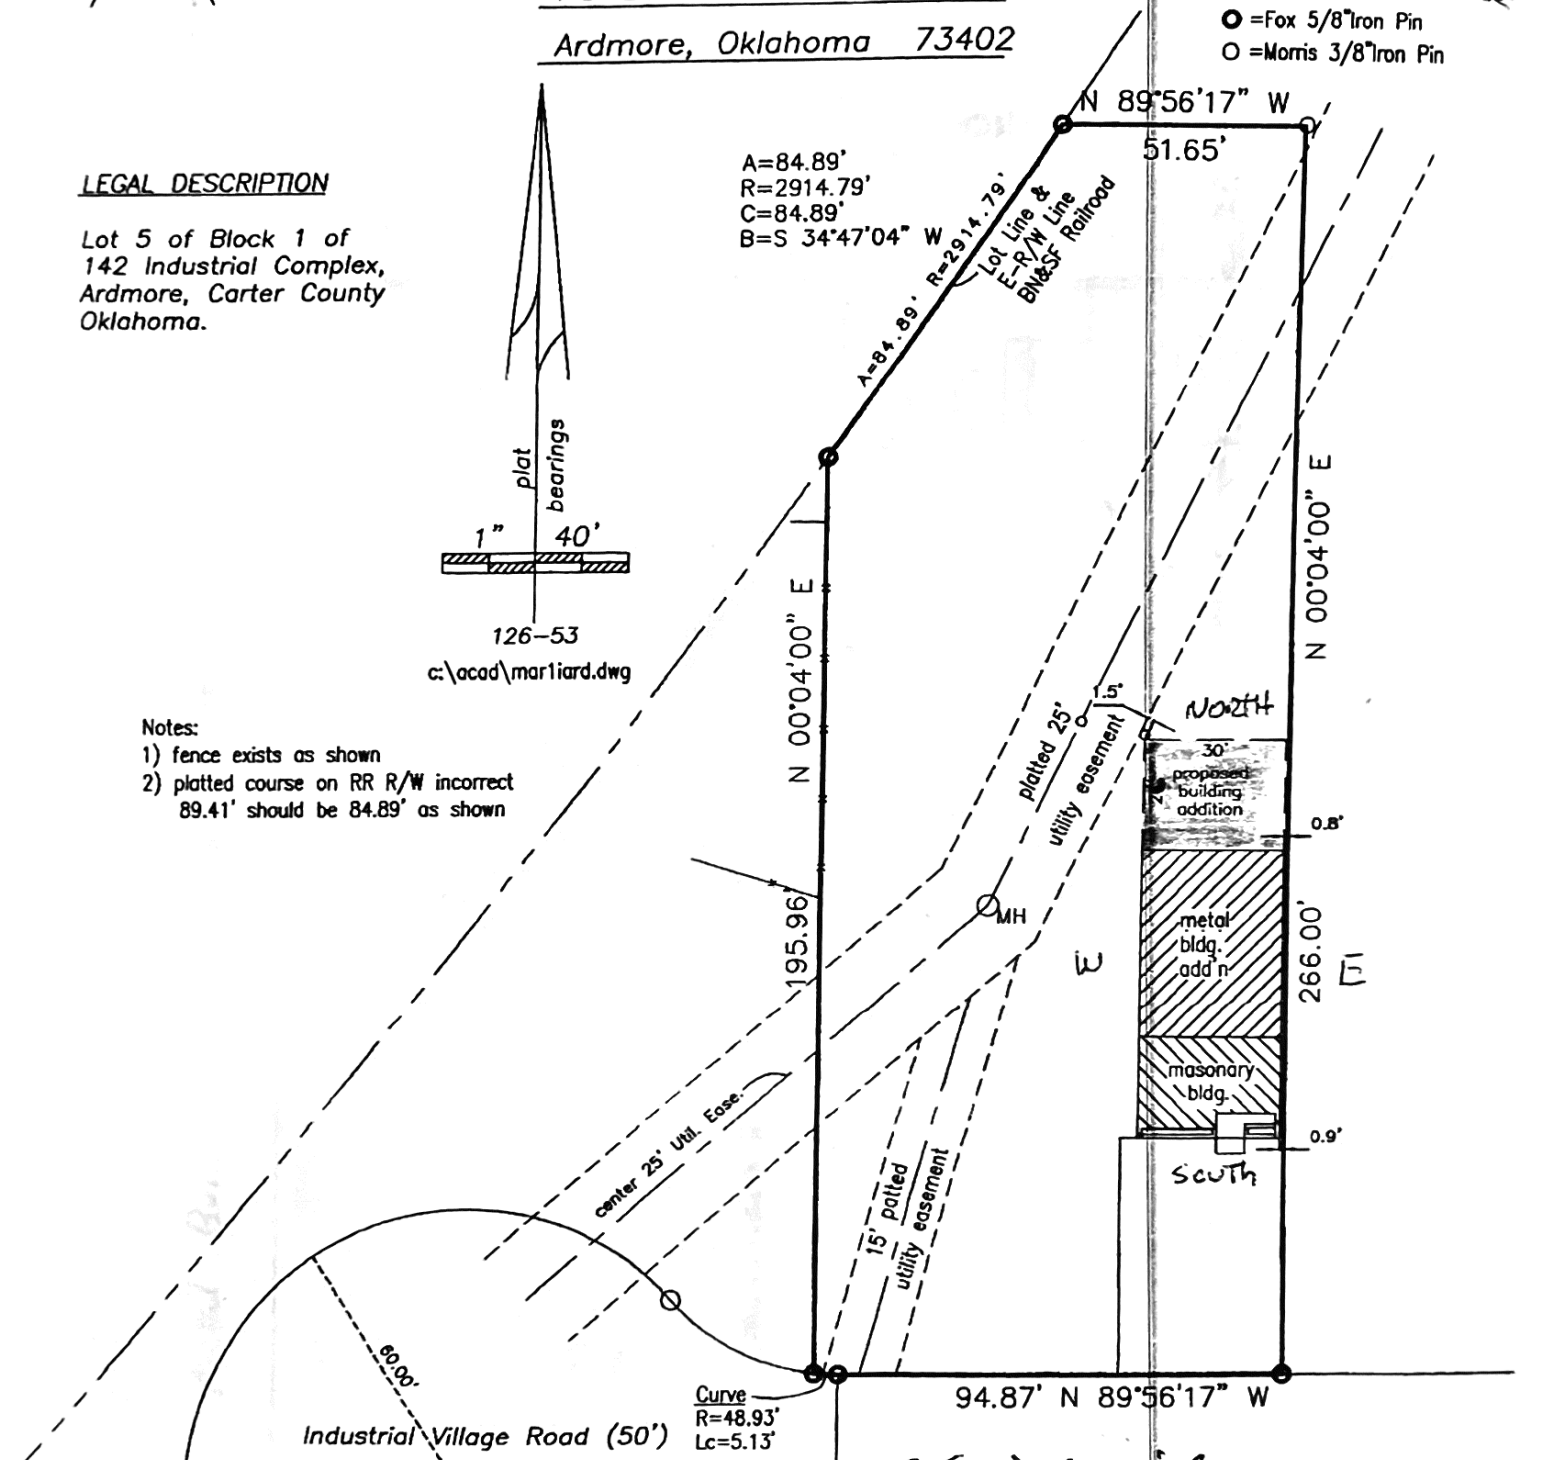 Ardmore, Oklahoma 73402
=Fox 5/8"Iron Pin
=Morris 3/8"Iron Pin
N 89°56'17" W
51.65'
A=84.89'
R=2914.79'
C=84.89'
B=S 34°47'04" W
LEGAL DESCRIPTION
Lot 5 of Block 1 of
142 Industrial Complex,
Ardmore, Carter County
Oklahoma.
A=84.89' R=2914.79'
Lot Line &
E-R/W Line
BN&SF Railroad
plat
bearings
1" 40'
126-53
c:\acad\mar1iard.dwg
Notes:
1) fence exists as shown
2) platted course on RR R/W incorrect
89.41' should be 84.89' as shown
N 00°04'00" E
195.96'
N 00°04'00" E
266.00'
platted 25'
utility easement
1.5'
NORTH
30'
proposed
building
addition
0.8'
MH
metal
bldg.
add'n
W
E
masonary
bldg.
0.9'
SOUTH
center 25' Util. Ease.
15' patted
utility easement
60.00'
Curve
R=48.93'
Lc=5.13'
94.87' N 89°56'17" W
Industrial Village Road (50')